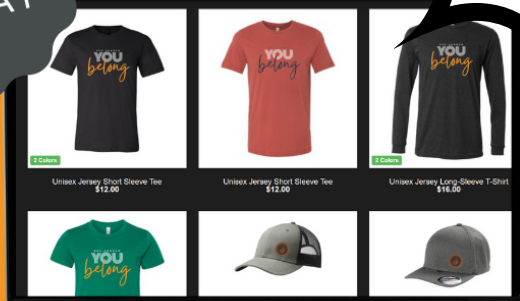 AY
YOU
belong
YOU
belong
YOU
belong
2 Colors
2 Colors
Unisex Jersey Short Sleeve Tee
$12.00
Unisex Jersey Short Sleeve Tee
$12.00
Unisex Jersey Long-Sleeve T-Shirt
$16.00
YOU
belong